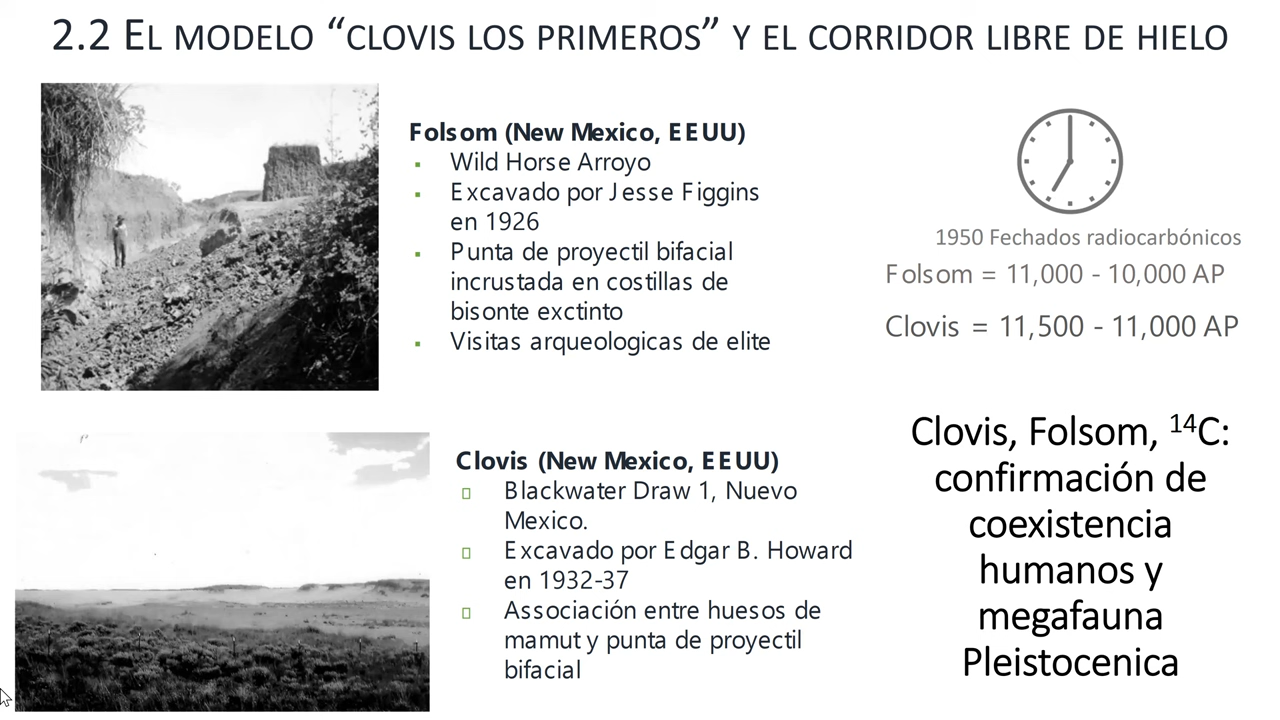 2.2 El modelo “clovis los primeros” y el corridor libre de hielo
Folsom (New Mexico, EEUU)
▪ Wild Horse Arroyo
▪ Excavado por Jesse Figgins
en 1926
▪ Punta de proyectil bifacial
incrustada en costillas de
bisonte exctinto
▪ Visitas arqueologicas de elite
1950 Fechados radiocarbónicos
Folsom = 11,000 - 10,000 AP
Clovis = 11,500 - 11,000 AP
Clovis (New Mexico, EEUU)
Blackwater Draw 1, Nuevo
Mexico.
Excavado por Edgar B. Howard
en 1932-37
Associación entre huesos de
mamut y punta de proyectil
bifacial
Clovis, Folsom, ¹⁴C:
confirmación de
coexistencia
humanos y
megafauna
Pleistocenica